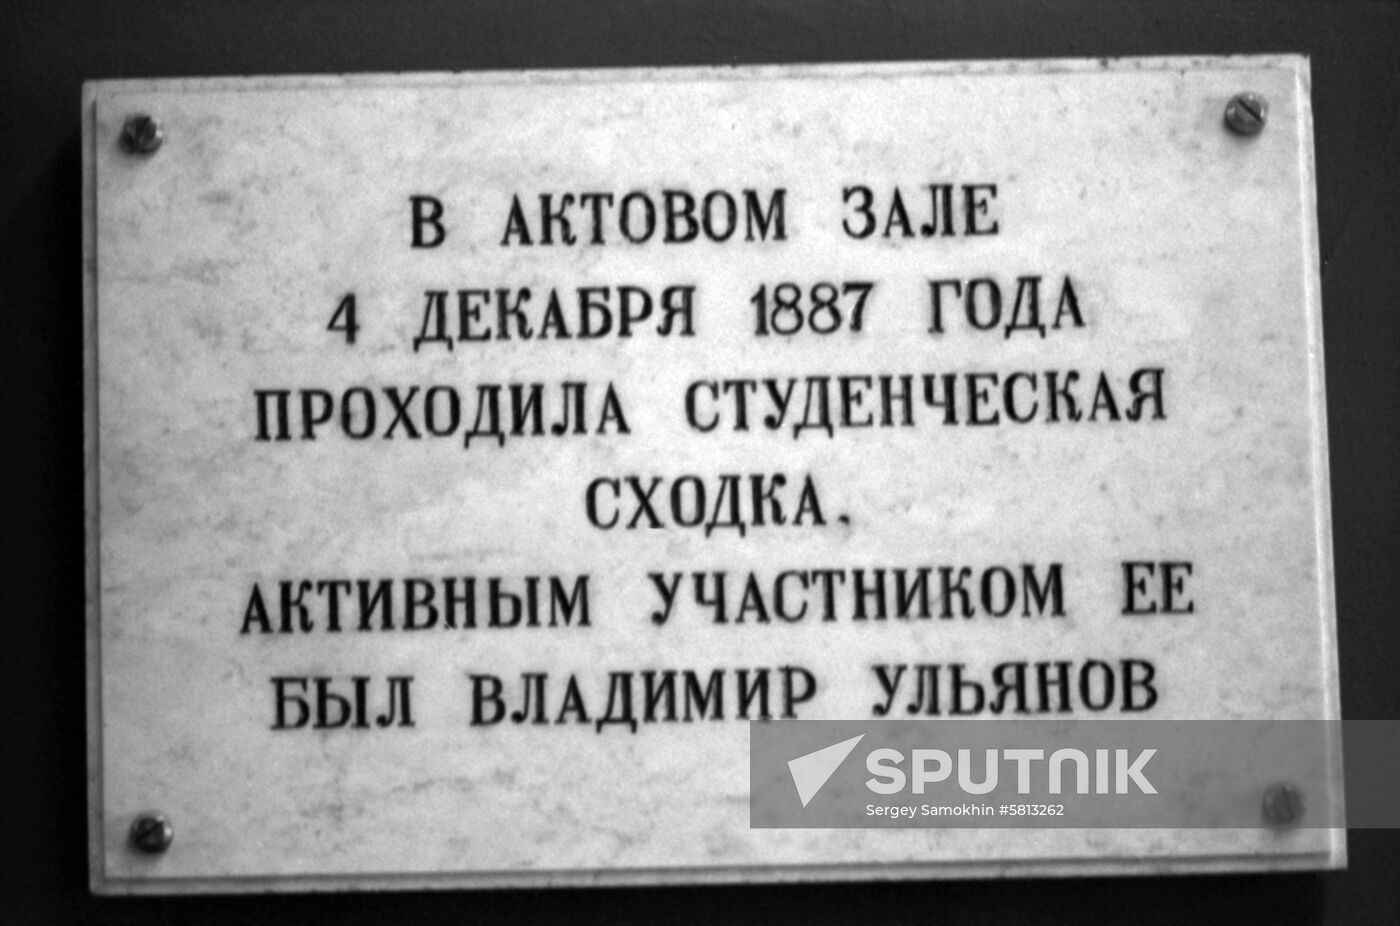 В АКТОВОМ ЗАЛЕ
4 ДЕКАБРЯ 1887 ГОДА
ПРОХОДИЛА СТУДЕНЧЕСКАЯ
СХОДКА.
АКТИВНЫМ УЧАСТНИКОМ ЕЕ
БЫЛ ВЛАДИМИР УЛЬЯНОВ
SPUTNIK
Sergey Samokhin #5813262